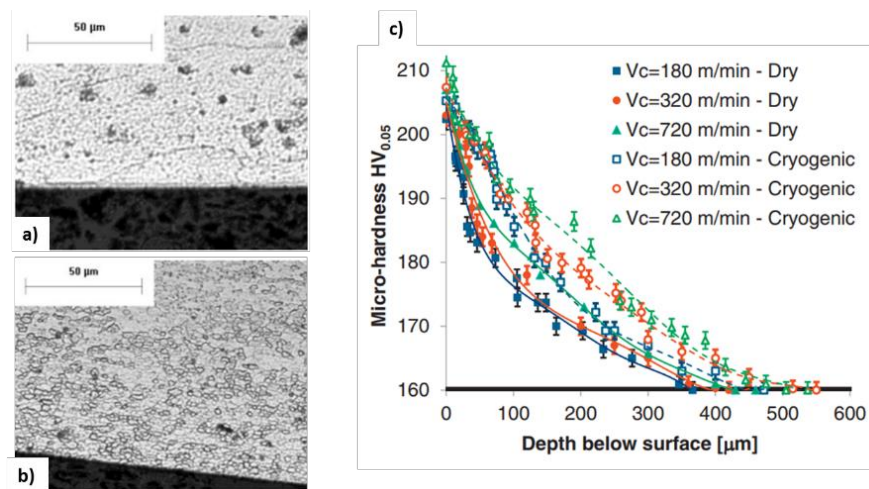 50 µm
a)
50 µm
b)
c)
Micro-hardness HV0.05
210
200
190
180
170
160
0 100 200 300 400 500 600
Depth below surface [µm]
Vc=180 m/min - Dry
Vc=320 m/min - Dry
Vc=720 m/min - Dry
Vc=180 m/min - Cryogenic
Vc=320 m/min - Cryogenic
Vc=720 m/min - Cryogenic